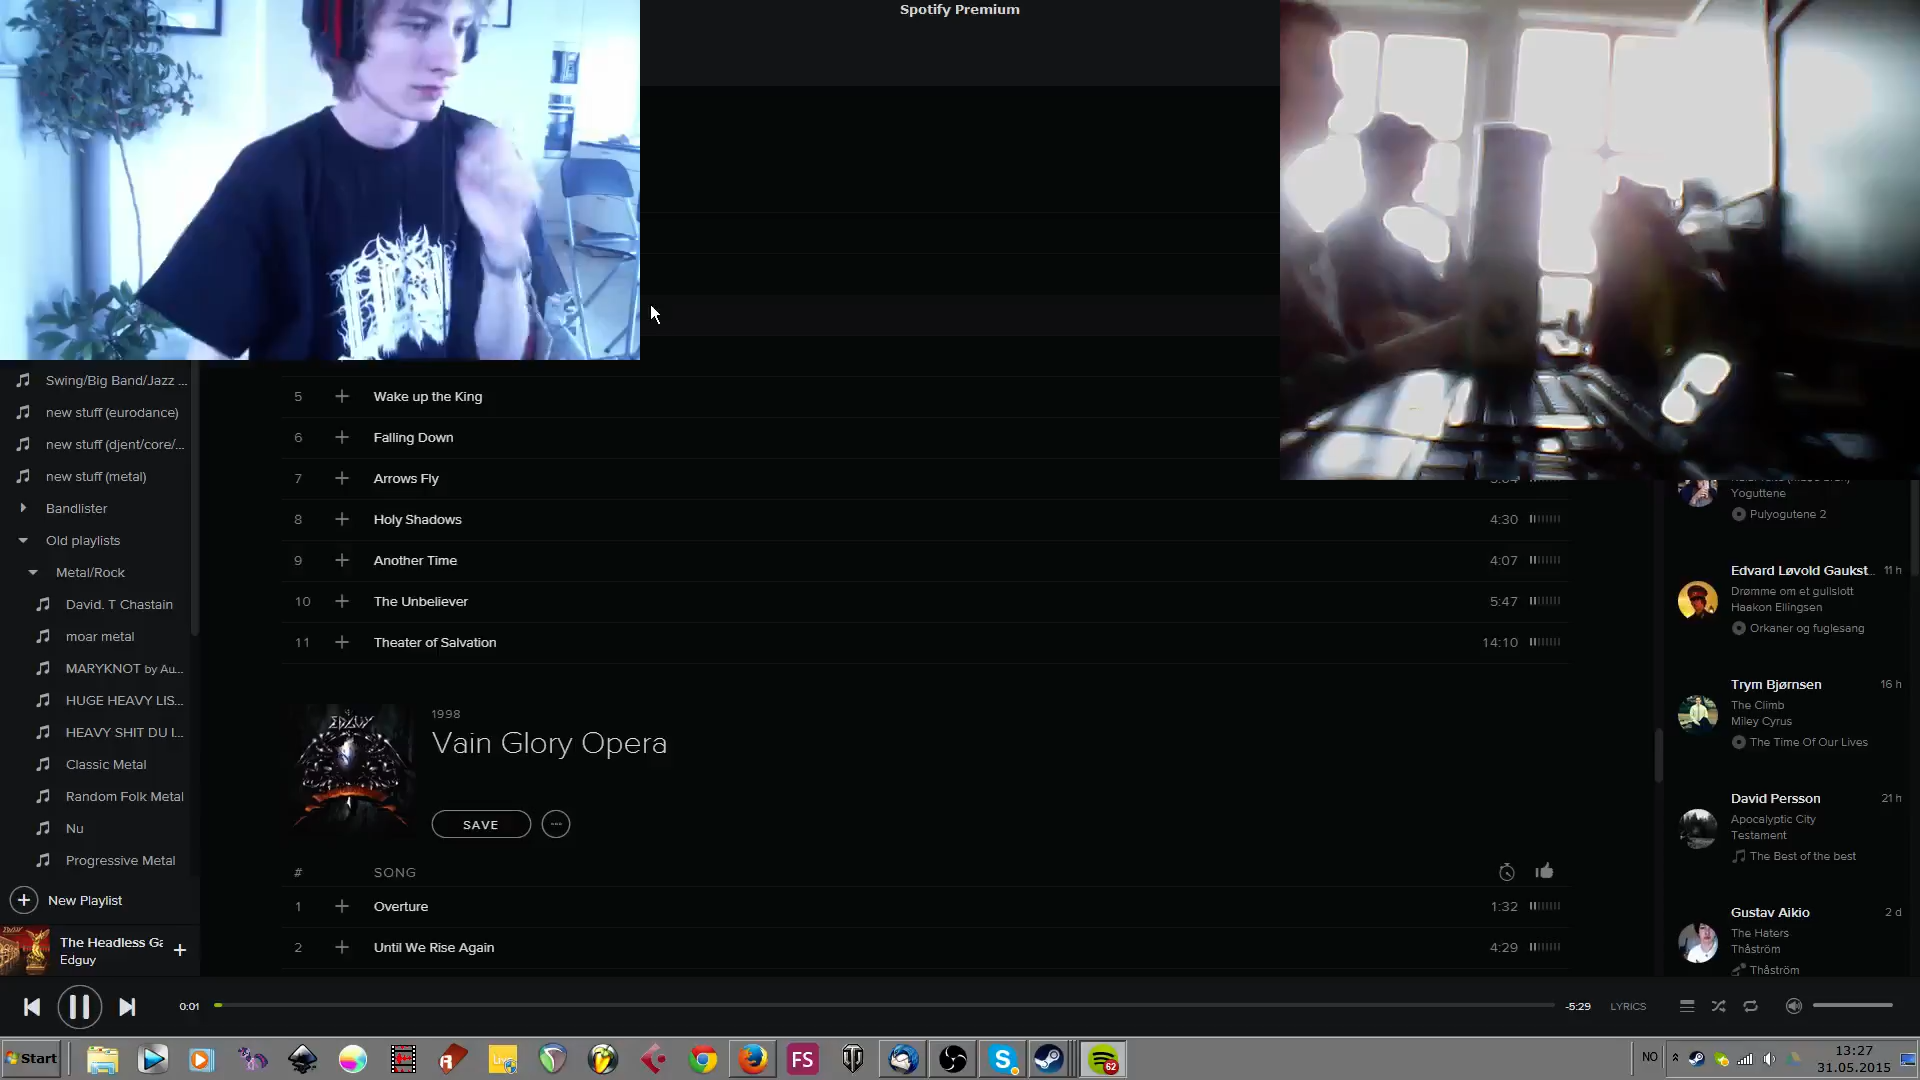 Spotify Premium
Swing/Big Band/Jazz ...
new stuff (eurodance)
new stuff (djent/core/...
new stuff (metal)
Bandlister
Old playlists
Metal/Rock
David. T Chastain
moar metal
MARYKNOT by Au...
HUGE HEAVY LIS...
HEAVY SHIT DU I...
Classic Metal
Random Folk Metal
Nu
Progressive Metal
New Playlist
The Headless Ga
Edguy
5 Wake up the King
6 Falling Down
7 Arrows Fly
8 Holy Shadows 4:30
9 Another Time 4:07
10 The Unbeliever 5:47
11 Theater of Salvation 14:10
EDGUY
1998
Vain Glory Opera
SAVE
# SONG
1 Overture 1:32
2 Until We Rise Again 4:29
Yoguttene
Pulyogutene 2
Edvard Løvold Gaukst... 11 h
Drømme om et gullslott
Haakon Ellingsen
Orkaner og fuglesang
Trym Bjørnsen 16 h
The Climb
Miley Cyrus
The Time Of Our Lives
David Persson 21 h
Apocalyptic City
Testament
The Best of the best
Gustav Aikio 2 d
The Haters
Thåström
Thåström
0:01 -5:29 LYRICS
Start FS 62 NO 13:27
31.05.2015